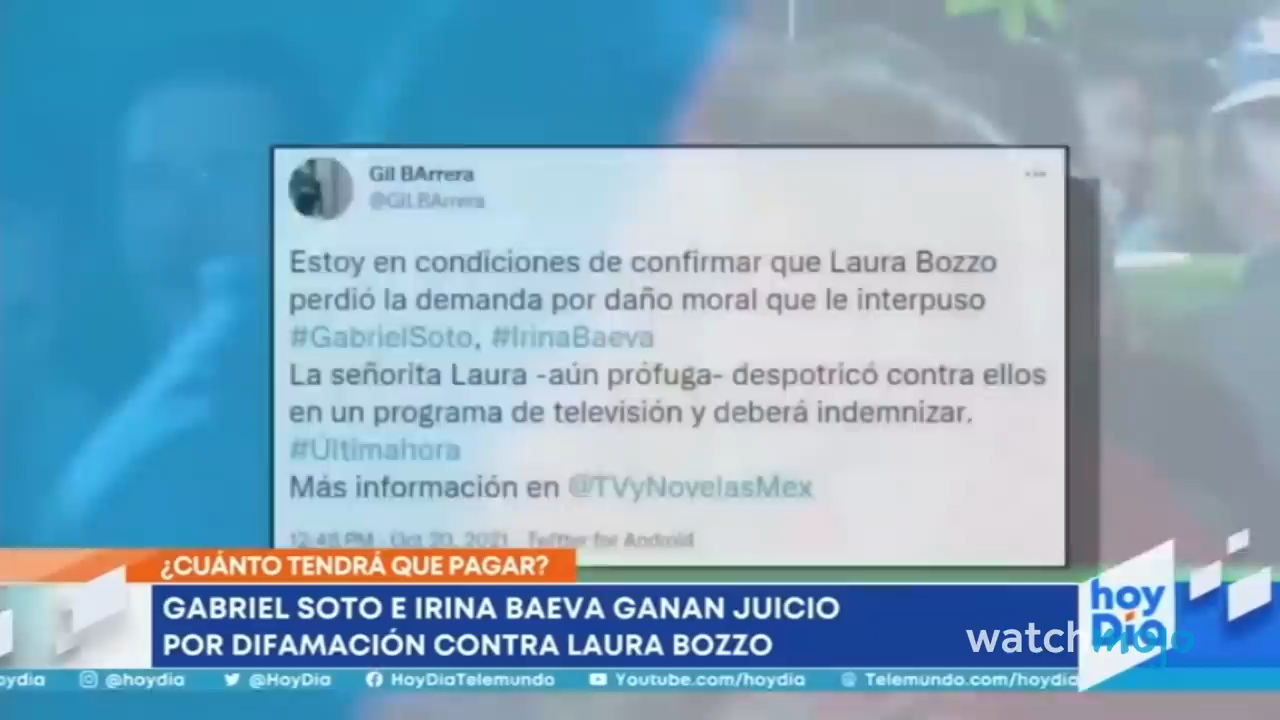 Gil BArrera
@GilBArrera
Estoy en condiciones de confirmar que Laura Bozzo
perdió la demanda por daño moral que le interpuso
#GabrielSoto, #IrinaBaeva
La señorita Laura -aún prófuga- despotricó contra ellos
en un programa de televisión y deberá indemnizar.
#Ultimahora
Más información en @TVyNovelasMex
12:48 PM · Oct 20, 2021 · Twitter for Android
¿CUÁNTO TENDRÁ QUE PAGAR?
GABRIEL SOTO E IRINA BAEVA GANAN JUICIO
POR DIFAMACIÓN CONTRA LAURA BOZZO
hoy
Día
watchmojo
oydia @hoydia @HoyDia HoyDiaTelemundo Youtube.com/hoydia Telemundo.com/hoydia